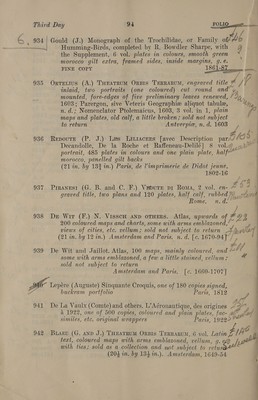 Third Day 94 FOLIO
6. 934 Gould (J.) Monograph of the Trochilidae, or Family of
Humming-Birds, completed by R. Bowdler Sharpe, with
the Supplement, 6 vol. plates in colours, smooth green
morocco gilt extra, framed sides, inside margins, g. e.
FINE COPY 1861-87
935 ORTELIUS (A.) THEATRUM ORBIS TERRARUM, engraved title
inlaid, two portraits (one coloured) cut round and
mounted, fore-edges of five preliminary leaves renewed,
1603; Parergon, sive Veteris Geographiæ aliquot tabulæ,
n. d.; Nomenclator Ptolemaicus, 1603, 3 vol. in 1, plain
maps and plates, old calf, a little broken; sold not subject
to return Antverpiæ, n. d. 1603
936 REDOUTE (P. J.) LES LILIACEES [avec Description par
Decandolle, De la Roche et Raffeneau-Delile] 8 vol.
portrait, 485 plates in colours and one plain plate, half
morocco, panelled gilt backs
(21 in. by 13¾ in.) Paris, de l'imprimerie de Didot jeune,
1802-16
937 PIRANESI (G. B. and C. F.) VEDUTE DI ROMA, 2 vol. en-
graved title, two plans and 120 plates, half calf, rubbed
Rome, n. d.
938 DE WIT (F.) N. VISSCHER AND OTHERS. Atlas, upwards of
200 coloured maps and charts, some with arms emblazoned,
views of cities, etc. vellum; sold not subject to return
(21 in. by 13 in.) Amsterdam and Paris, n. d. [c. 1670-94]
939 De Wit and Juillot. Atlas, 100 maps, mainly coloured, and
some with arms emblazoned, a few a little stained, vellum;
sold not subject to return
Amsterdam and Paris [c. 1660-1707]
940 Lepère (Auguste) Sinquante Croquis, one of 180 copies signed,
buckram portfolio Paris, 1913
941 De La Vaulx (Comte) and others. L'Aéronautique, des origines
à 1922, one of 500 copies, coloured and plain plates, fac-
similes, etc. original wrappers Paris, 1922
942 BLAEU (G. and J.) THEATRUM ORBIS TERRARUM, 6 vol. Latin
text, coloured maps with arms emblazoned, vellum, g. e.
with ties; sold as a collection and not subject to return
(20¼ in. by 13¼ in.). Amsterdam, 1649-54